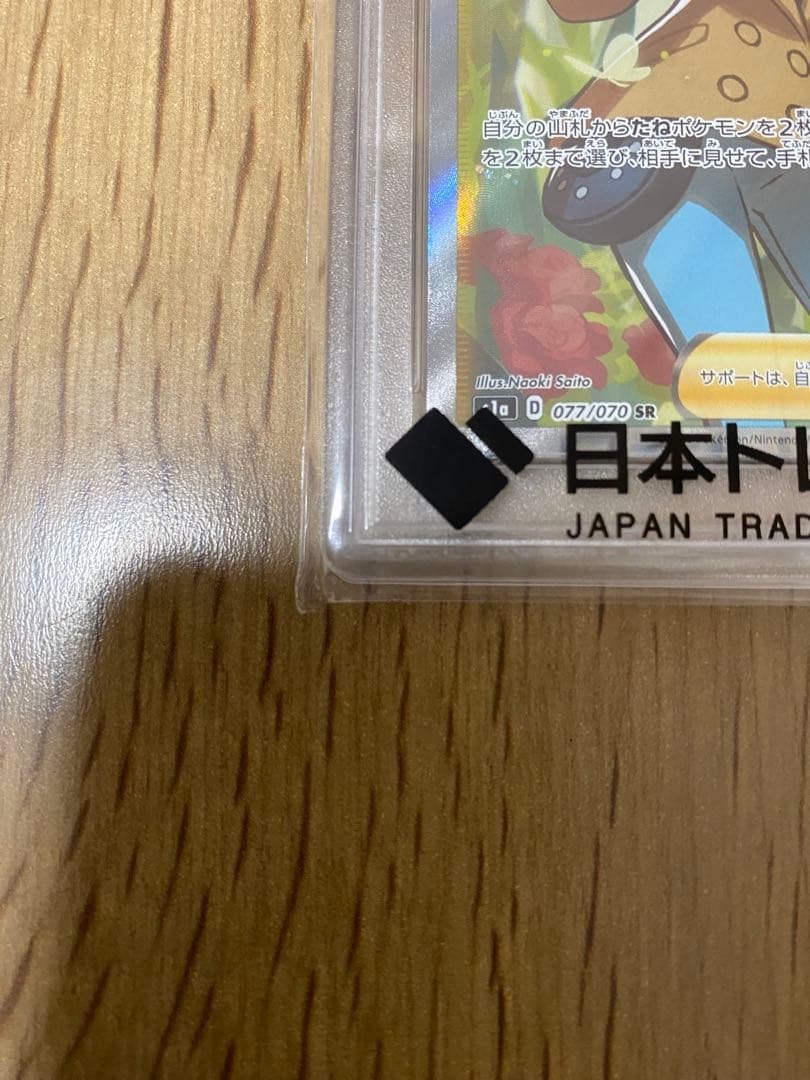 自分の山札からたねポケモンを2枚
を2枚まで選び、相手に見せて、手札
サポートは、自
Illus.Naoki Saito
D 077/070 SR
日本トレ
JAPAN TRAD